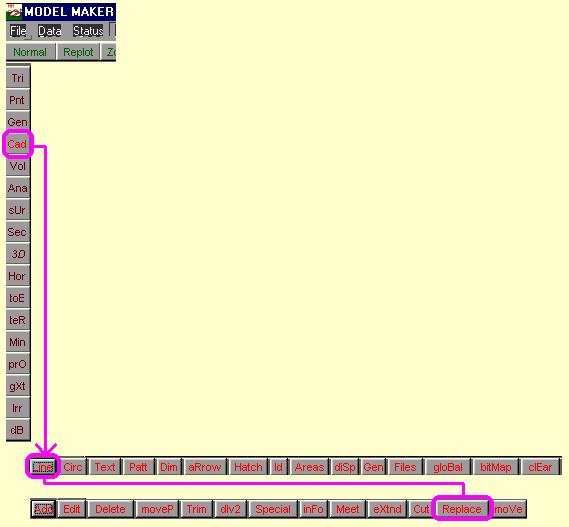 MODEL MAKER
File Data Status
Normal Replot
Tri
Pnt
Gen
Cad
Vol
Ana
sUr
Sec
3D
Hor
toE
teR
Min
prO
gXt
Irr
dB
Line Circ Text Patt Dim aRrow Hatch Id Areas diSp Gen Files gloBal bitMap clEar
Add Edit Delete moveP Trim dIv2 Special inFo Meet eXtnd Cut Replace moVe